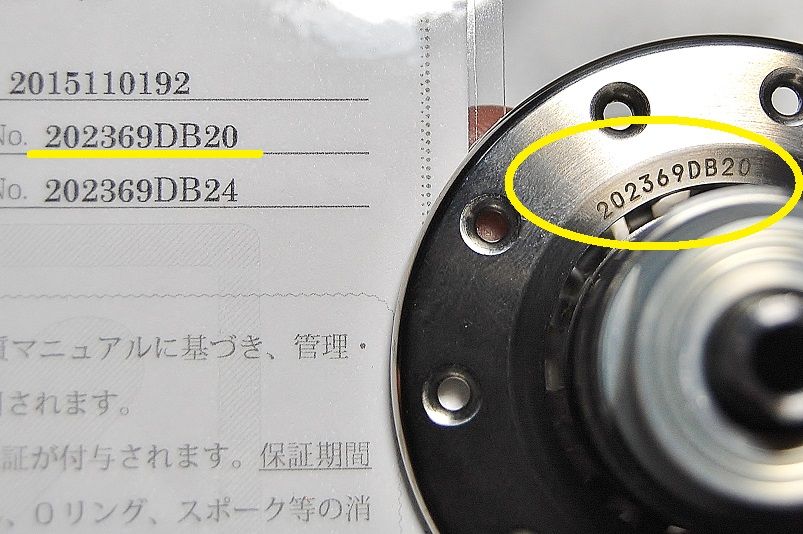 2015110192
No. 202369DB20
No. 202369DB24
202369DB20
マニュアルに基づき、管理・
されます。
証が付与されます。保証期間
、Oリング、スポーク等の消